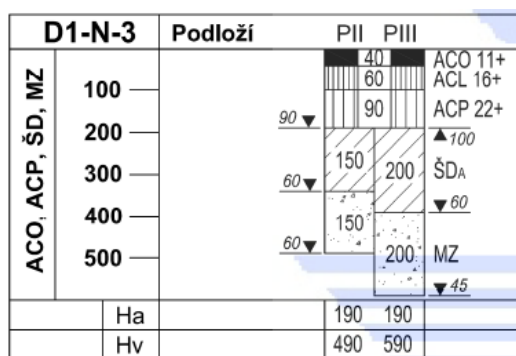 D1-N-3 Podloží PII PIII
ACO, ACP, ŠD, MZ
40 ACO 11+
60 ACL 16+
100 90 ACP 22+
90 100
200
150 200 ŠDA
300
60 60
400
150
500 200 MZ
60 45
Ha 190 190
Hv 490 590